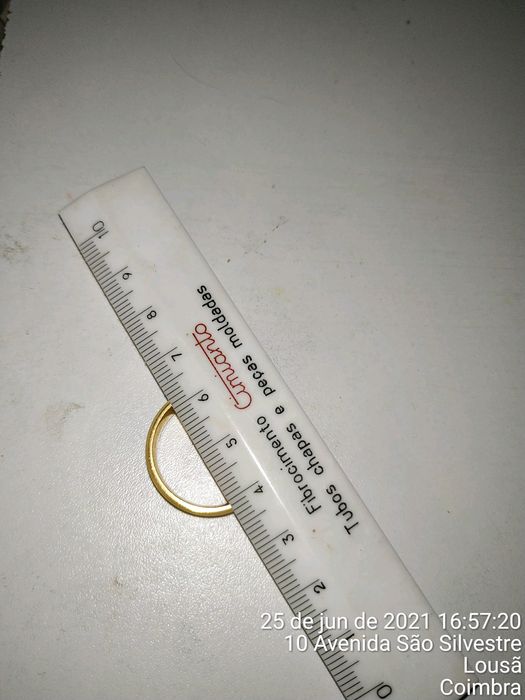 Cimianto
Fibrocimento
Tubos chapas e peças moldadas
10 9 8 7 6 5 4 3 2 1 0
25 de jun de 2021 16:57:20
10 Avenida São Silvestre
Lousã
Coimbra